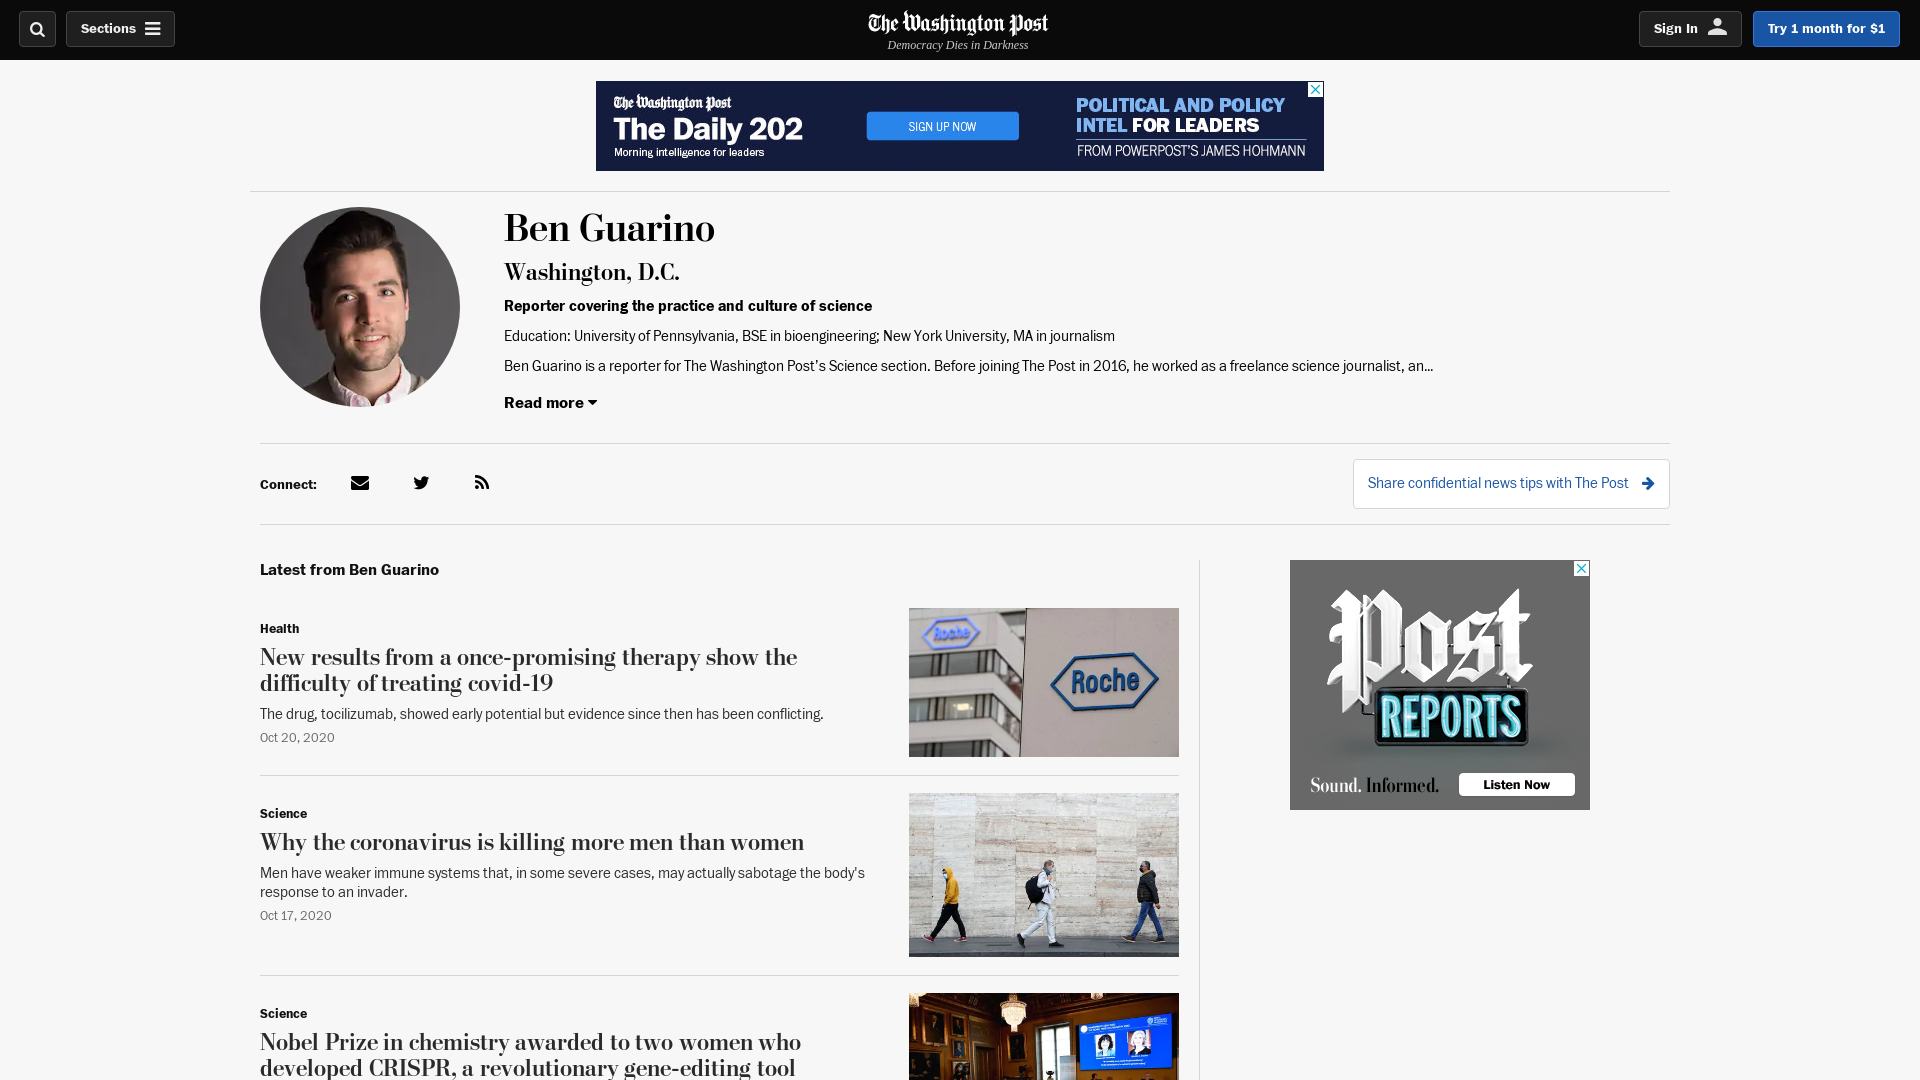 Sections
The Washington Post
Democracy Dies in Darkness
Sign In
Try 1 month for $1
The Washington Post
The Daily 202
Morning intelligence for leaders
SIGN UP NOW
POLITICAL AND POLICY
INTEL FOR LEADERS
FROM POWERPOST'S JAMES HOHMANN
Ben Guarino
Washington, D.C.
Reporter covering the practice and culture of science
Education: University of Pennsylvania, BSE in bioengineering; New York University, MA in journalism
Ben Guarino is a reporter for The Washington Post’s Science section. Before joining The Post in 2016, he worked as a freelance science journalist, an...
Read more
Connect:
Share confidential news tips with The Post
Latest from Ben Guarino
Health
New results from a once-promising therapy show the
difficulty of treating covid-19
The drug, tocilizumab, showed early potential but evidence since then has been conflicting.
Oct 20, 2020
Roche
Roche
Science
Why the coronavirus is killing more men than women
Men have weaker immune systems that, in some severe cases, may actually sabotage the body's
response to an invader.
Oct 17, 2020
Science
Nobel Prize in chemistry awarded to two women who
developed CRISPR, a revolutionary gene-editing tool
Post
REPORTS
Sound. Informed.
Listen Now